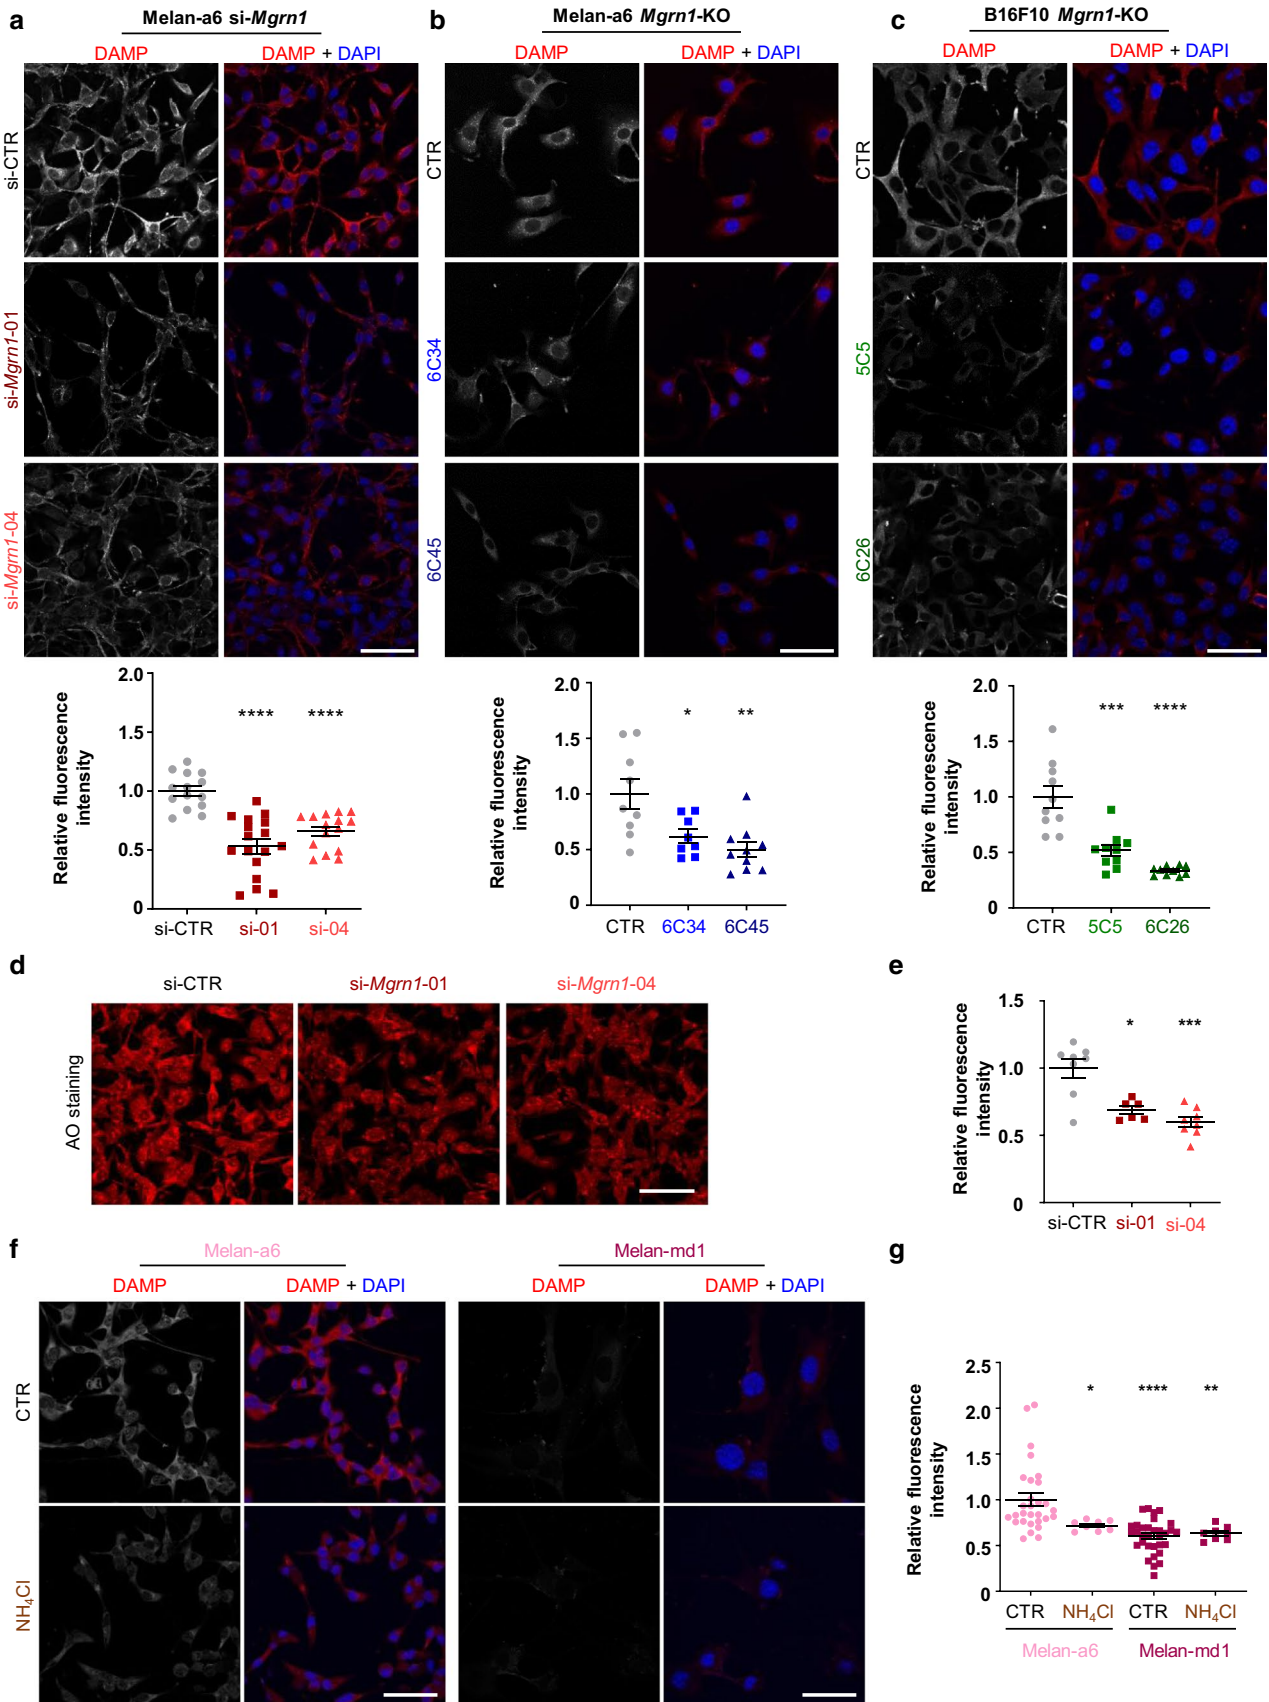 a
Melan-a6 si-Mgrn1
DAMP
DAMP + DAPI
si-CTR
si-Mgrn1-01
si-Mgrn1-04
Relative fluorescence
intensity
2.0
1.5
1.0
0.5
0
****
****
si-CTR
si-01
si-04
b
Melan-a6 Mgrn1-KO
DAMP
DAMP + DAPI
CTR
6C34
6C45
Relative fluorescence
intensity
2.0
1.5
1.0
0.5
0
*
**
CTR
6C34
6C45
c
B16F10 Mgrn1-KO
DAMP
DAMP + DAPI
CTR
5C5
6C26
Relative fluorescence
intensity
2.0
1.5
1.0
0.5
0
***
****
CTR
5C5
6C26
d
si-CTR
si-Mgrn1-01
si-Mgrn1-04
AO staining
e
Relative fluorescence
intensity
1.5
1.0
0.5
0
*
***
si-CTR
si-01
si-04
f
Melan-a6
Melan-md1
DAMP
DAMP + DAPI
DAMP
DAMP + DAPI
CTR
NH₄Cl
g
Relative fluorescence
intensity
2.5
2.0
1.5
1.0
0.5
0
*
****
**
CTR
NH₄Cl
CTR
NH₄Cl
Melan-a6
Melan-md1